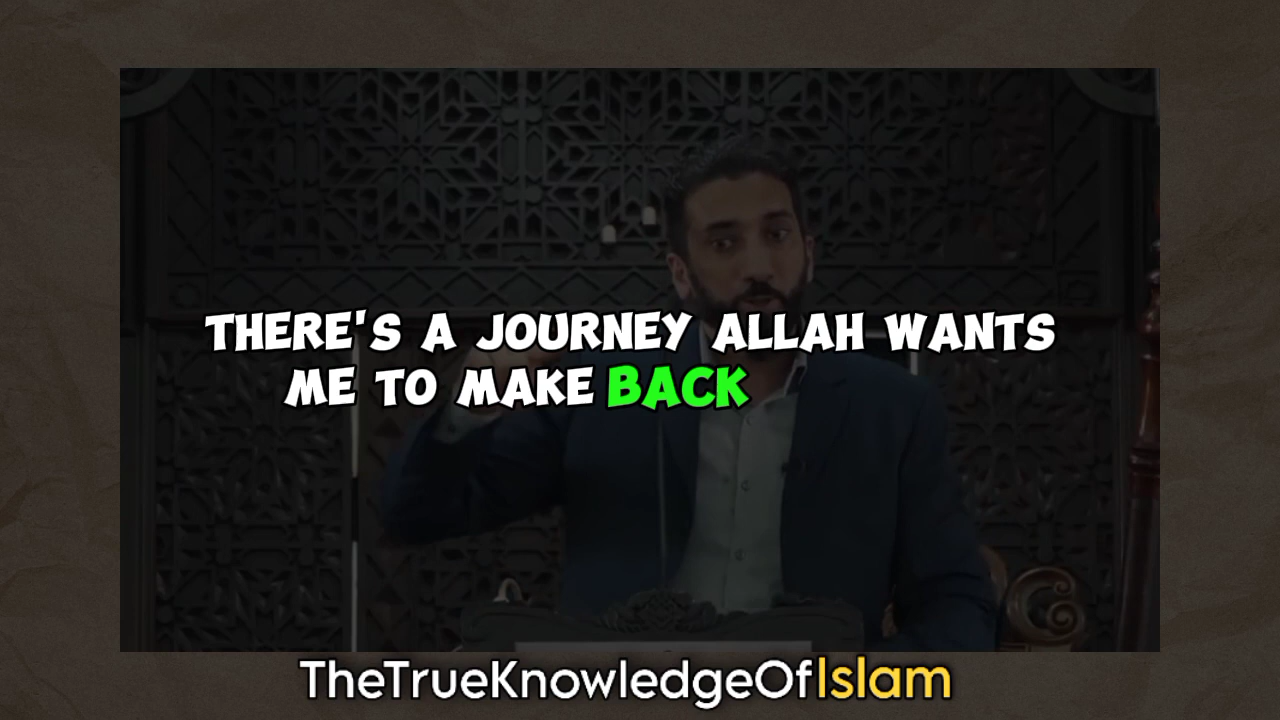 THERE'S A JOURNEY ALLAH WANTS
ME TO MAKE BACK
TheTrueKnowledgeOfIslam